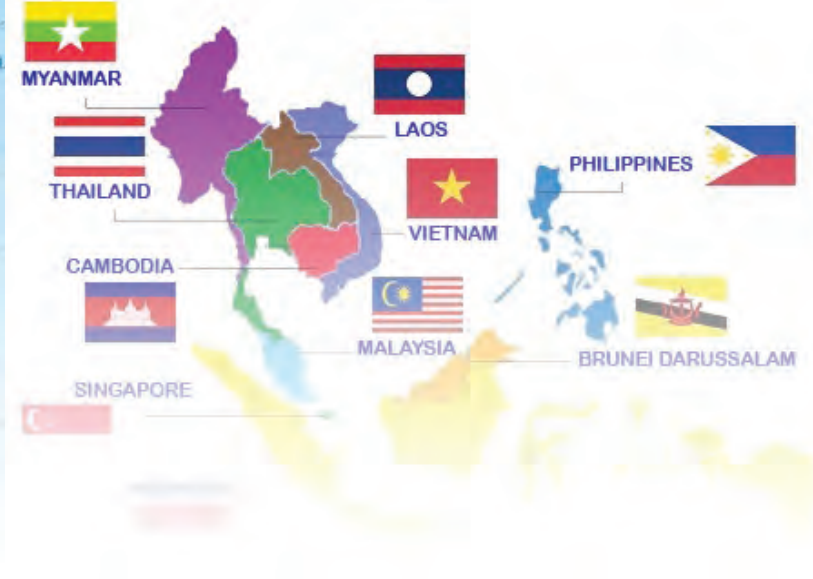 MYANMAR
LAOS
THAILAND
PHILIPPINES
VIETNAM
CAMBODIA
MALAYSIA
BRUNEI DARUSSALAM
SINGAPORE